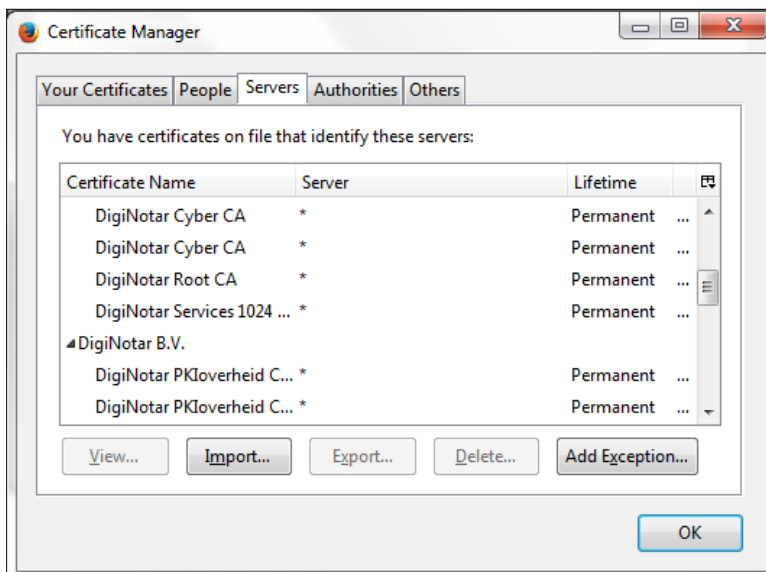 Certificate Manager
Your Certificates People Servers Authorities Others
You have certificates on file that identify these servers:
Certificate Name Server Lifetime
DigiNotar Cyber CA * Permanent ...
DigiNotar Cyber CA * Permanent ...
DigiNotar Root CA * Permanent ...
DigiNotar Services 1024 ... * Permanent ...
DigiNotar B.V.
DigiNotar PKIoverheid C... * Permanent ...
DigiNotar PKIoverheid C... * Permanent ...
View... Import... Export... Delete... Add Exception...
OK